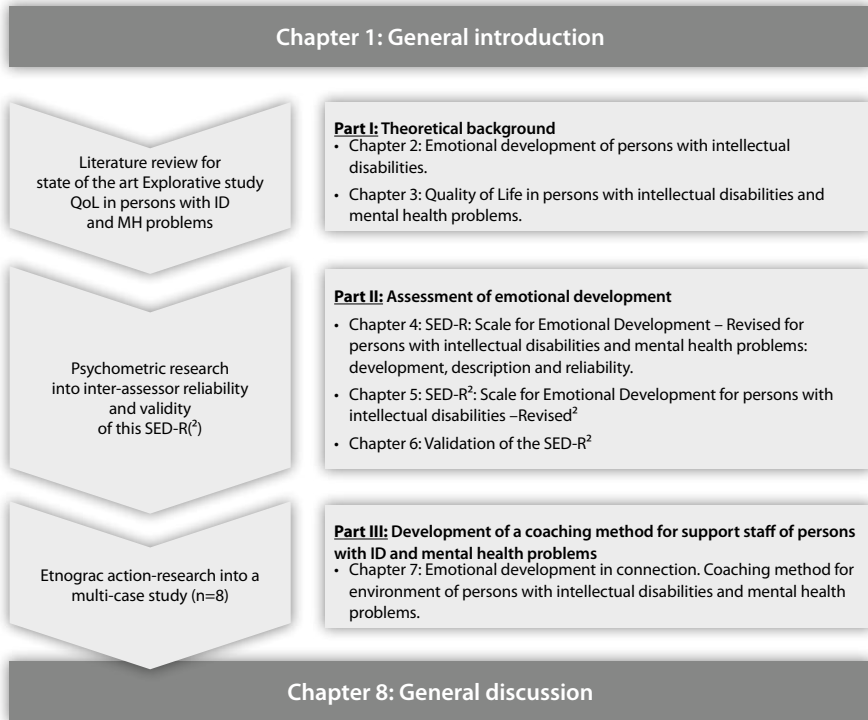 Chapter 1: General introduction
Literature review for
state of the art Explorative study
QoL in persons with ID
and MH problems
Part I: Theoretical background
• Chapter 2: Emotional development of persons with intellectual
disabilities.
• Chapter 3: Quality of Life in persons with intellectual disabilities and
mental health problems.
Psychometric research
into inter-assessor reliability
and validity
of this SED-R(²)
Part II: Assessment of emotional development
• Chapter 4: SED-R: Scale for Emotional Development – Revised for
persons with intellectual disabilities and mental health problems:
development, description and reliability.
• Chapter 5: SED-R²: Scale for Emotional Development for persons with
intellectual disabilities –Revised²
• Chapter 6: Validation of the SED-R²
Etnograc action-research into a
multi-case study (n=8)
Part III: Development of a coaching method for support staff of persons
with ID and mental health problems
• Chapter 7: Emotional development in connection. Coaching method for
environment of persons with intellectual disabilities and mental health
problems.
Chapter 8: General discussion